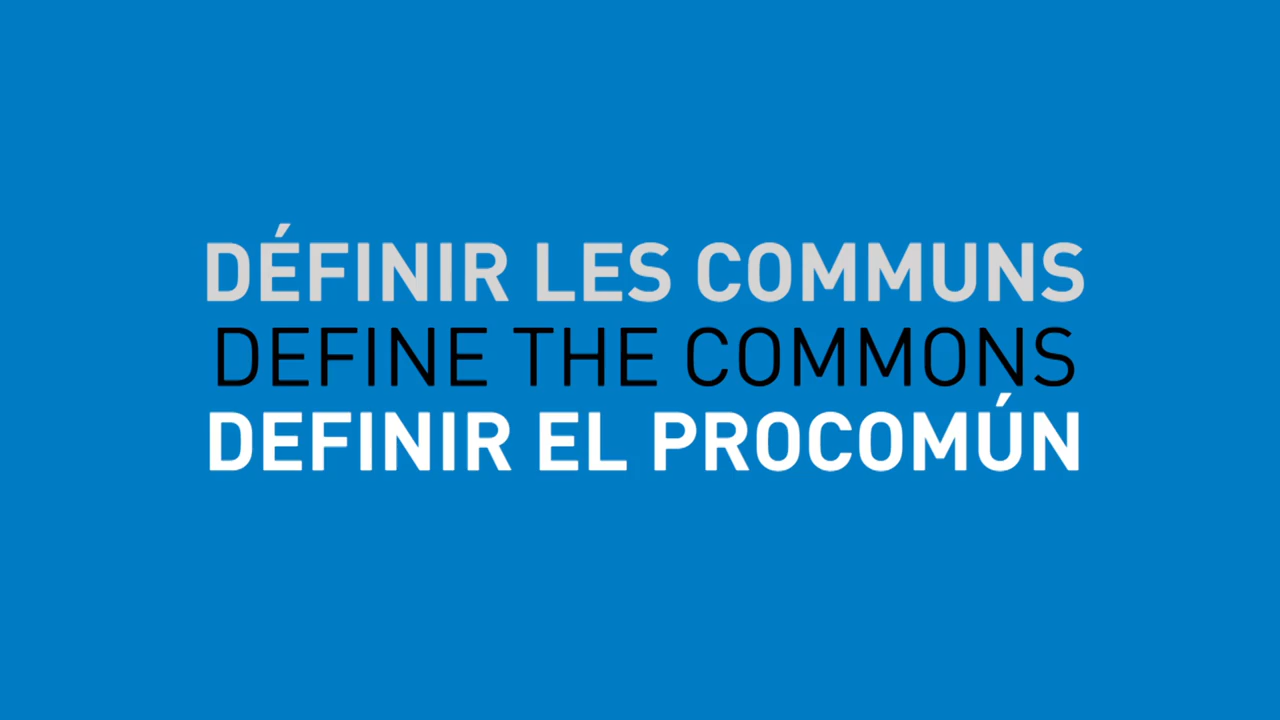 DÉFINIR LES COMMUNS
DEFINE THE COMMONS
DEFINIR EL PROCOMÚN